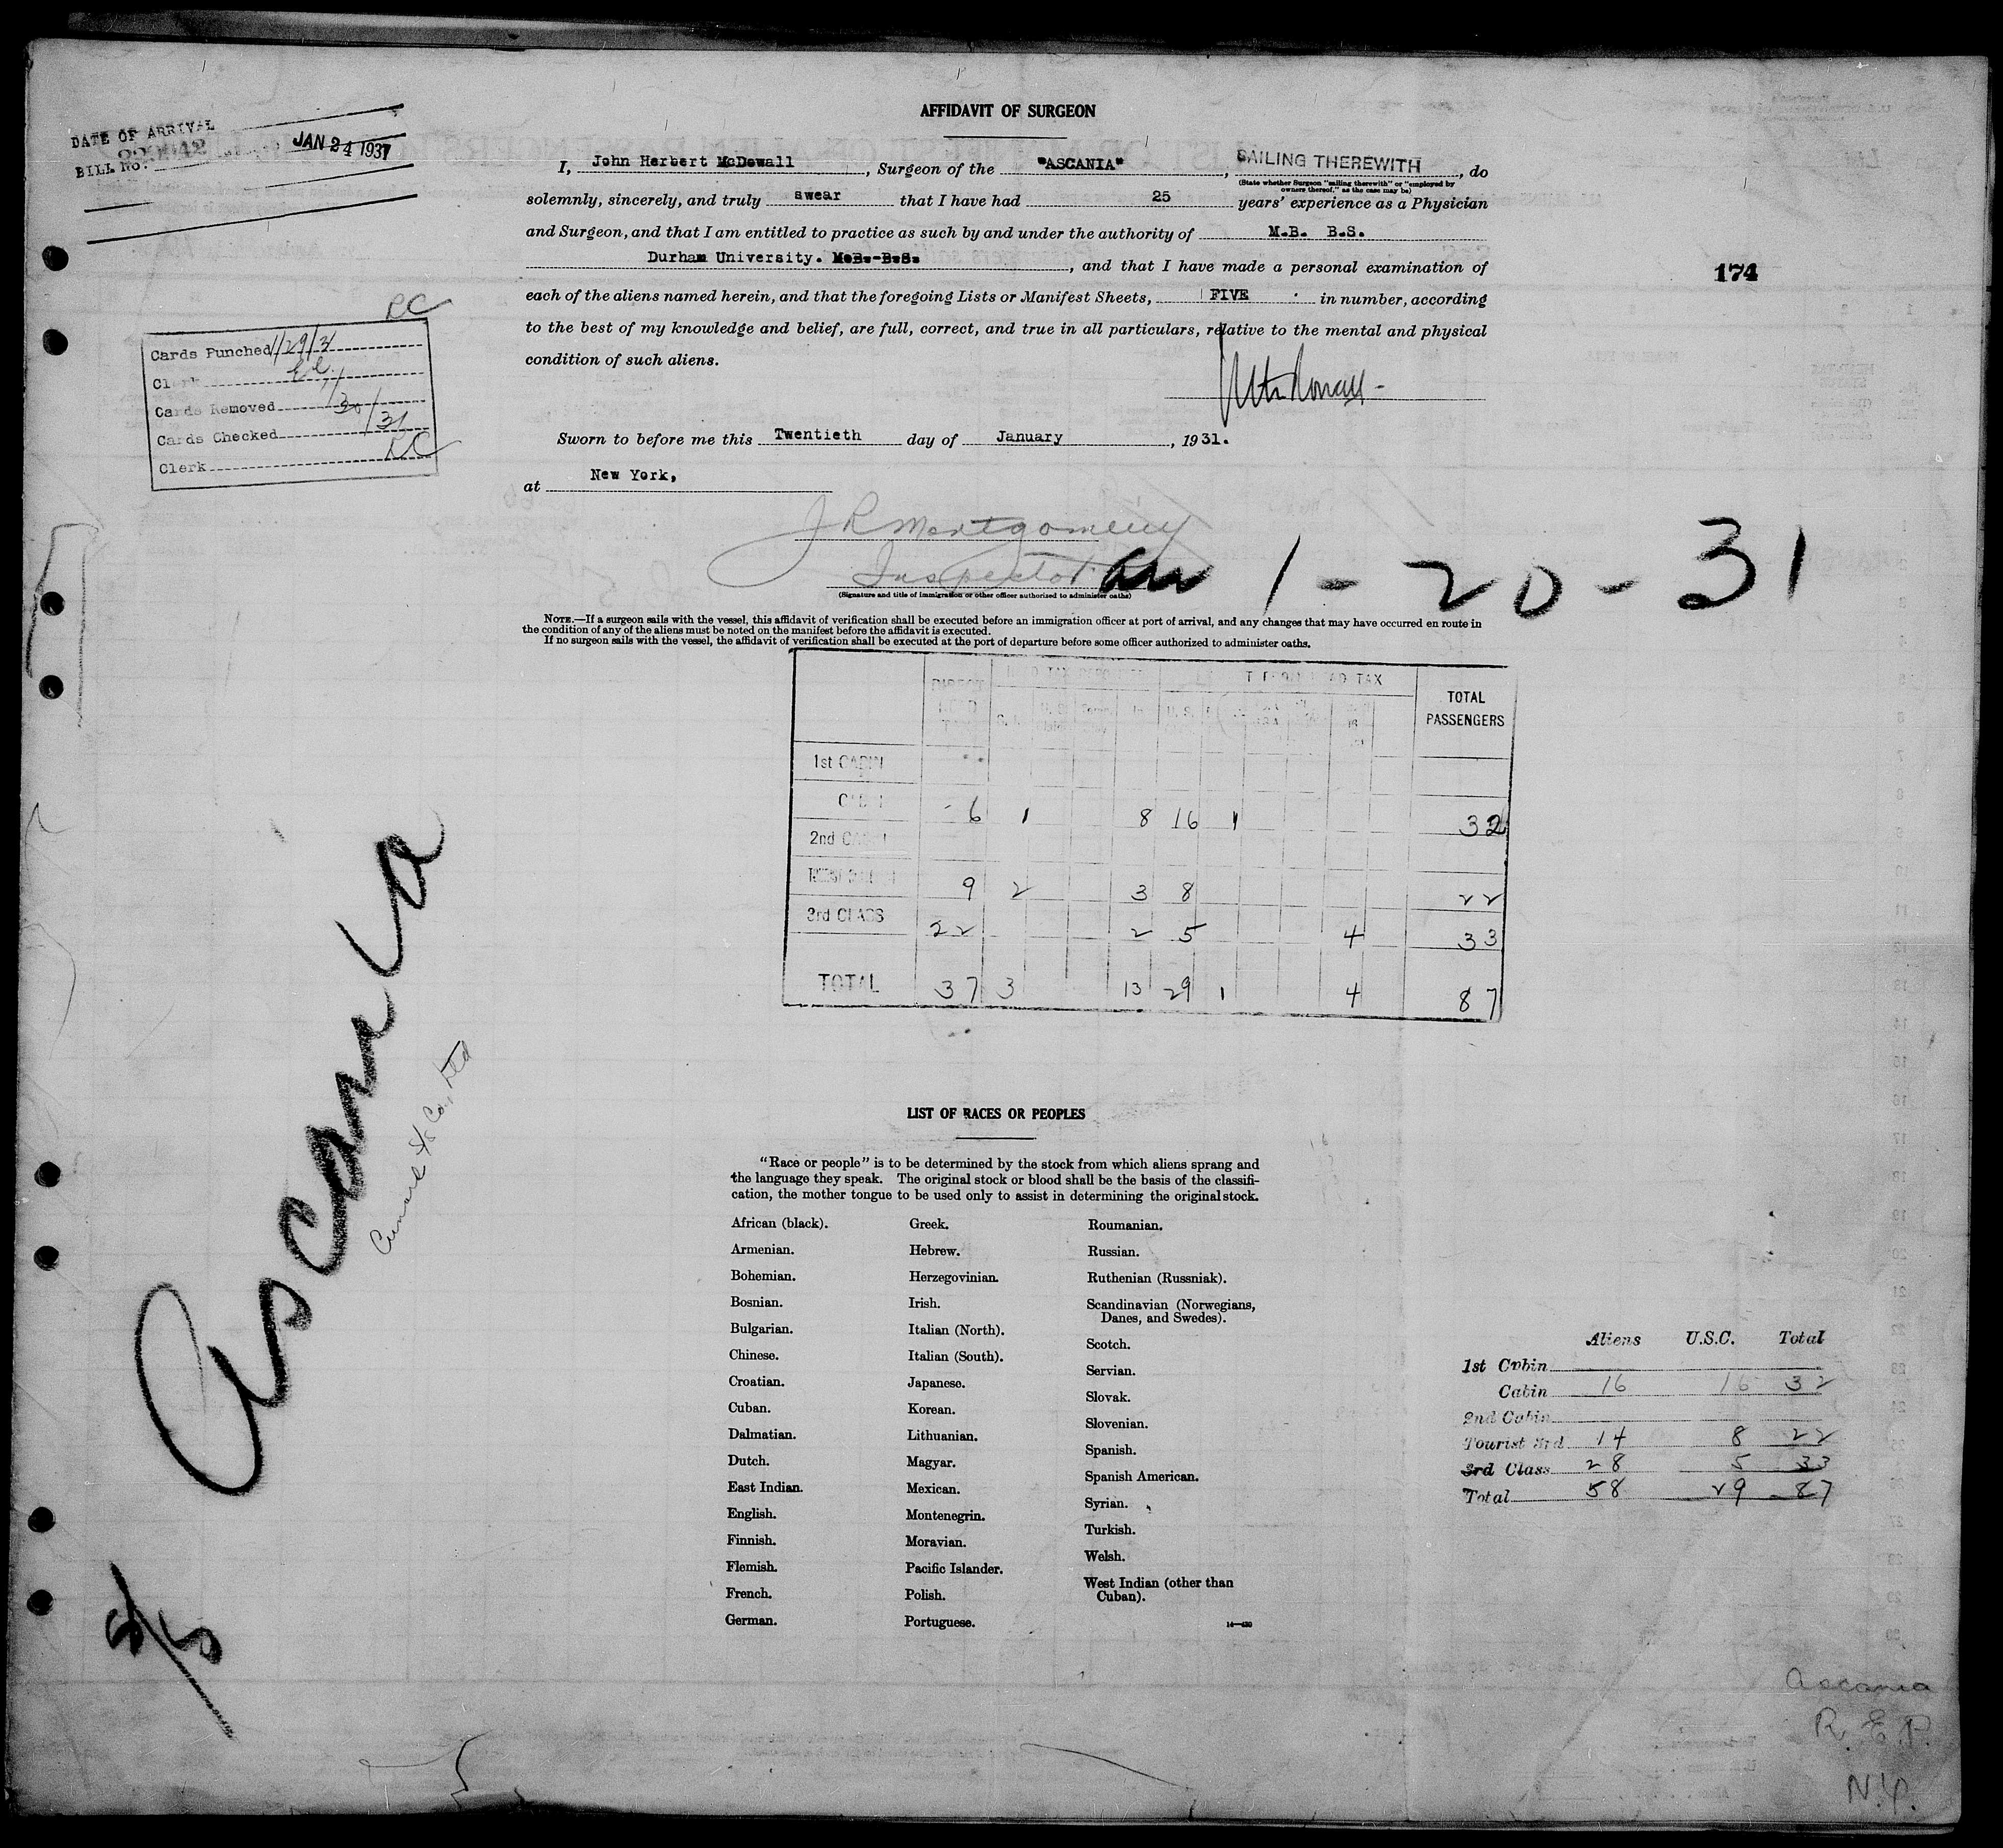 DATE OF ARRIVAL JAN 24 1931
BILL No.
174
AFFIDAVIT OF SURGEON
I, John Herbert McDowall, Surgeon of the "ASCANIA", SAILING THEREWITH, do
(State whether Surgeon "sailing therewith" or "employed by owners thereof," as the case may be)
solemnly, sincerely, and truly swear that I have had 25 years' experience as a Physician
and Surgeon, and that I am entitled to practice as such by and under the authority of M.B. B.S.
Durham University. M.B.-B.S., and that I have made a personal examination of
each of the aliens named herein, and that the foregoing Lists or Manifest Sheets, FIVE in number, according
to the best of my knowledge and belief, are full, correct, and true in all particulars, relative to the mental and physical
condition of such aliens.
Sworn to before me this Twentieth day of January, 1931.
at New York,
J R Montgomery
Inspector
1-20-31
(Signature and title of immigration or other officer authorized to administer oaths)
RC
Cards Punched 1/29/31
Clerk
Cards Removed
Cards Checked 1/30/31
Clerk RC
NOTE.—If a surgeon sails with the vessel, this affidavit of verification shall be executed before an immigration officer at port of arrival, and any changes that may have occurred en route in
the condition of any of the aliens must be noted on the manifest before the affidavit is executed.
If no surgeon sails with the vessel, the affidavit of verification shall be executed at the port of departure before some officer authorized to administer oaths.
TOTAL PASSENGERS
1st CABIN
CABIN 6 1 8 16 1 32
2nd CABIN
9 2 3 8 22
3rd CLASS 22 2 5 4 33
TOTAL 37 3 13 29 1 4 87
Ascania
Cunard SS Co. Ltd
5/5
LIST OF RACES OR PEOPLES
"Race or people" is to be determined by the stock from which aliens sprang and
the language they speak. The original stock or blood shall be the basis of the classifi-
cation, the mother tongue to be used only to assist in determining the original stock.
African (black).
Armenian.
Bohemian.
Bosnian.
Bulgarian.
Chinese.
Croatian.
Cuban.
Dalmatian.
Dutch.
East Indian.
English.
Finnish.
Flemish.
French.
German.
Greek.
Hebrew.
Herzegovinian.
Irish.
Italian (North).
Italian (South).
Japanese.
Korean.
Lithuanian.
Magyar.
Mexican.
Montenegrin.
Moravian.
Pacific Islander.
Polish.
Portuguese.
Roumanian.
Russian.
Ruthenian (Russniak).
Scandinavian (Norwegians,
Danes, and Swedes).
Scotch.
Servian.
Slovak.
Slovenian.
Spanish.
Spanish American.
Syrian.
Turkish.
Welsh.
West Indian (other than
Cuban).
14—430
Aliens U.S.C. Total
1st Cabin
Cabin 16 16 32
2nd Cabin
Tourist 3rd 14 8 22
3rd Class 28 5 33
Total 58 29 87
Ascania
R.E.P.
N.Y.